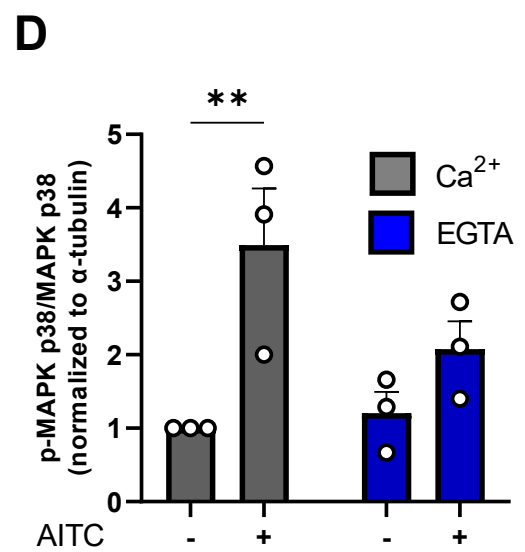 D
**
5
4
3
2
1
0
p-MAPK p38/MAPK p38
(normalized to α-tubulin)
Ca²⁺
EGTA
AITC - + - +